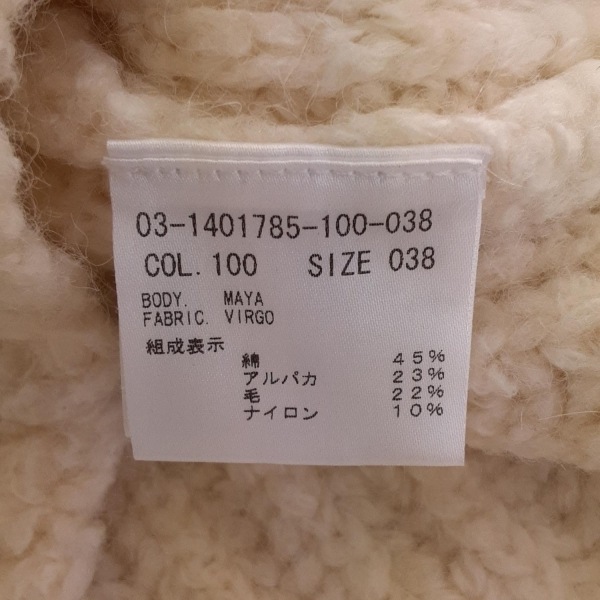 03-1401785-100-038
COL. 100 SIZE 038
BODY. MAYA
FABRIC. VIRGO
組成表示
綿 45%
アルパカ 23%
毛 22%
ナイロン 10%